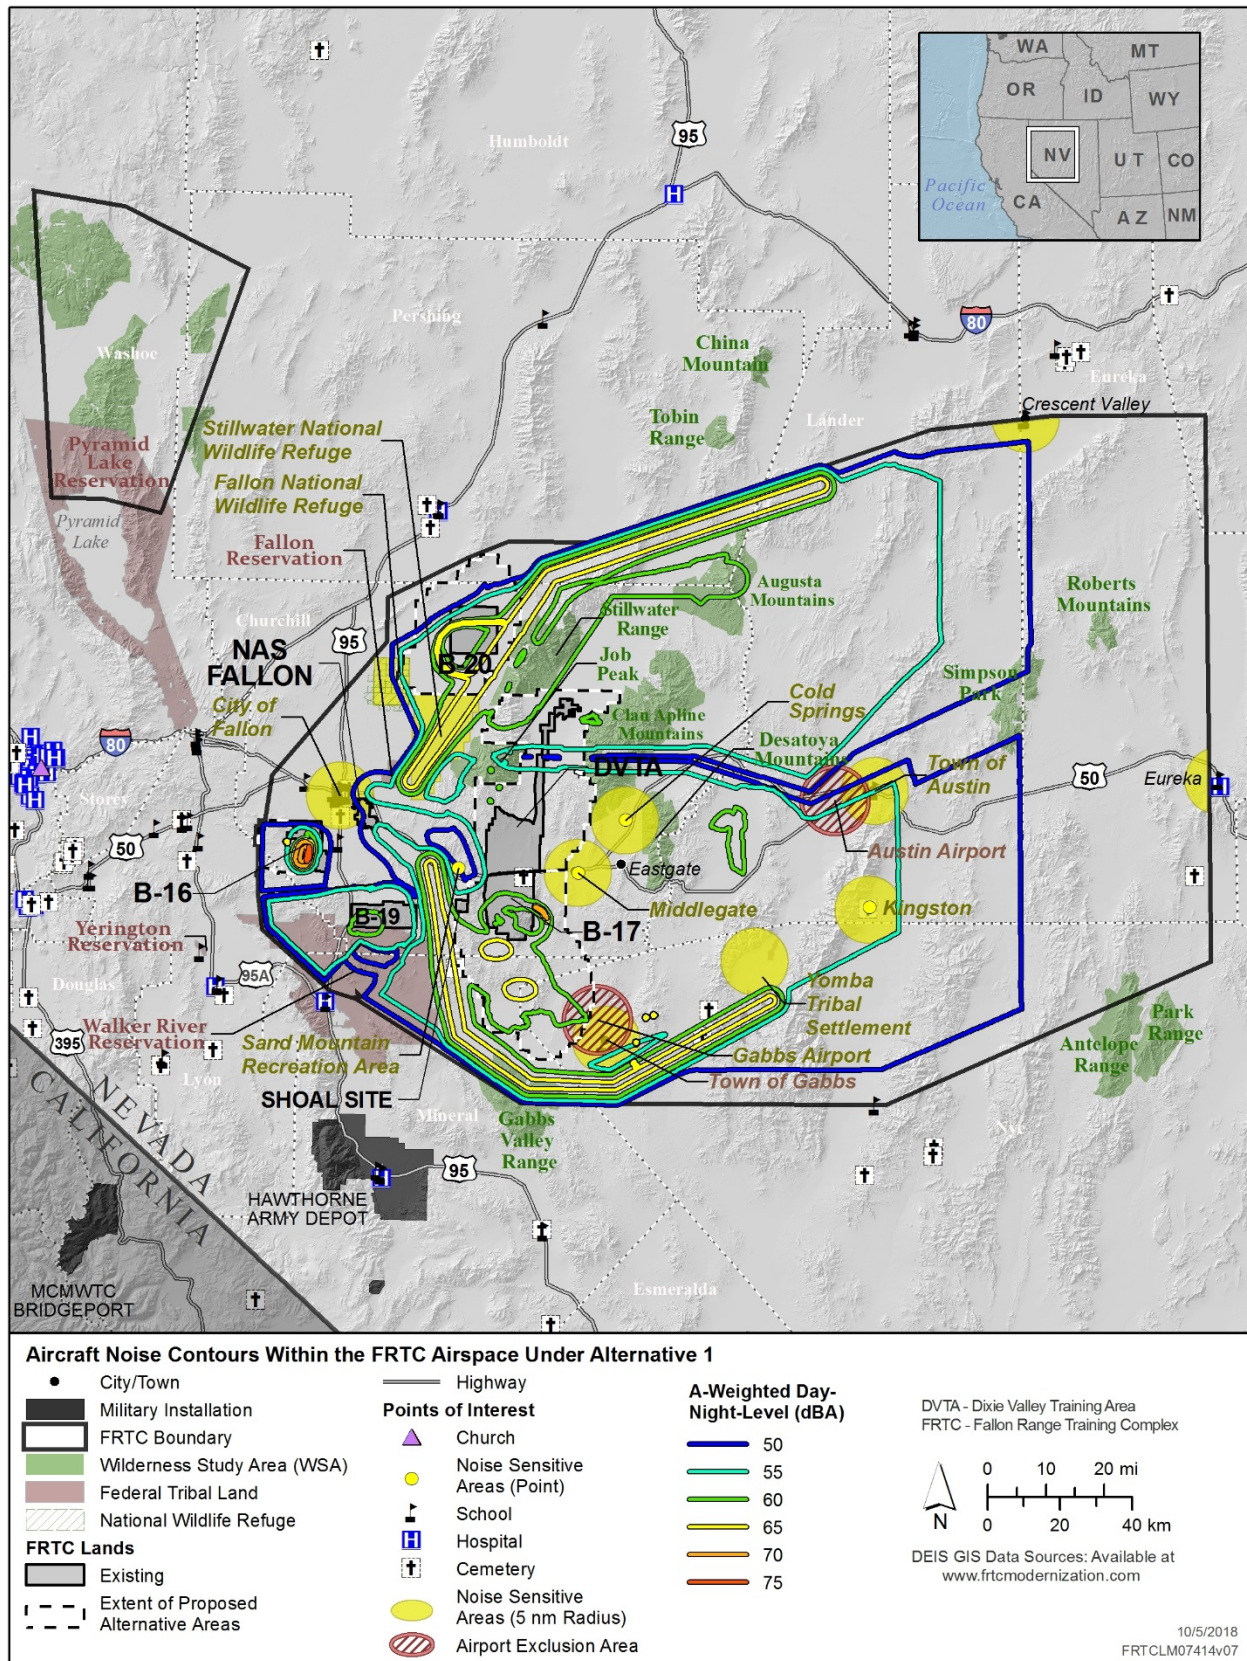 WA
MT
OR
ID
WY
NV
UT
CO
CA
AZ
NM
Pacific
Ocean
95
Humboldt
H
Pershing
80
China
Mountain
Washoe
Eureka
Crescent Valley
Tobin
Range
Lander
Stillwater National
Wildlife Refuge
Pyramid
Lake
Reservation
Fallon National
Wildlife Refuge
Pyramid
Lake
Fallon
Reservation
Augusta
Mountains
Roberts
Mountains
Stillwater
Range
Churchill
95
NAS
FALLON
B-20
Job
Peak
Simpson
Park
City of
Fallon
Cold
Springs
Clan Apline
Mountains
Desatoya
Mountains
80
DVTA
Town of
Austin
50
Eureka
H
Storey
50
Austin Airport
B-16
Eastgate
Middlegate
Kingston
B-19
B-17
Yerington
Reservation
95A
Douglas
Yomba
Tribal
Settlement
Walker River
Reservation
Sand Mountain
Recreation Area
Park
Range
Antelope
Range
395
Gabbs Airport
Town of Gabbs
Lyon
SHOAL SITE
Mineral
Gabbs
Valley
Range
Nye
NEVADA
CALIFORNIA
95
HAWTHORNE
ARMY DEPOT
MCMWTC
BRIDGEPORT
Esmeralda
Aircraft Noise Contours Within the FRTC Airspace Under Alternative 1
City/Town
Military Installation
FRTC Boundary
Wilderness Study Area (WSA)
Federal Tribal Land
National Wildlife Refuge
FRTC Lands
Existing
Extent of Proposed
Alternative Areas
Highway
Points of Interest
Church
Noise Sensitive
Areas (Point)
School
H Hospital
Cemetery
Noise Sensitive
Areas (5 nm Radius)
Airport Exclusion Area
A-Weighted Day-
Night-Level (dBA)
50
55
60
65
70
75
DVTA - Dixie Valley Training Area
FRTC - Fallon Range Training Complex
N
0 10 20 mi
0 20 40 km
DEIS GIS Data Sources: Available at
www.frtcmodernization.com
10/5/2018
FRTCLM07414v07